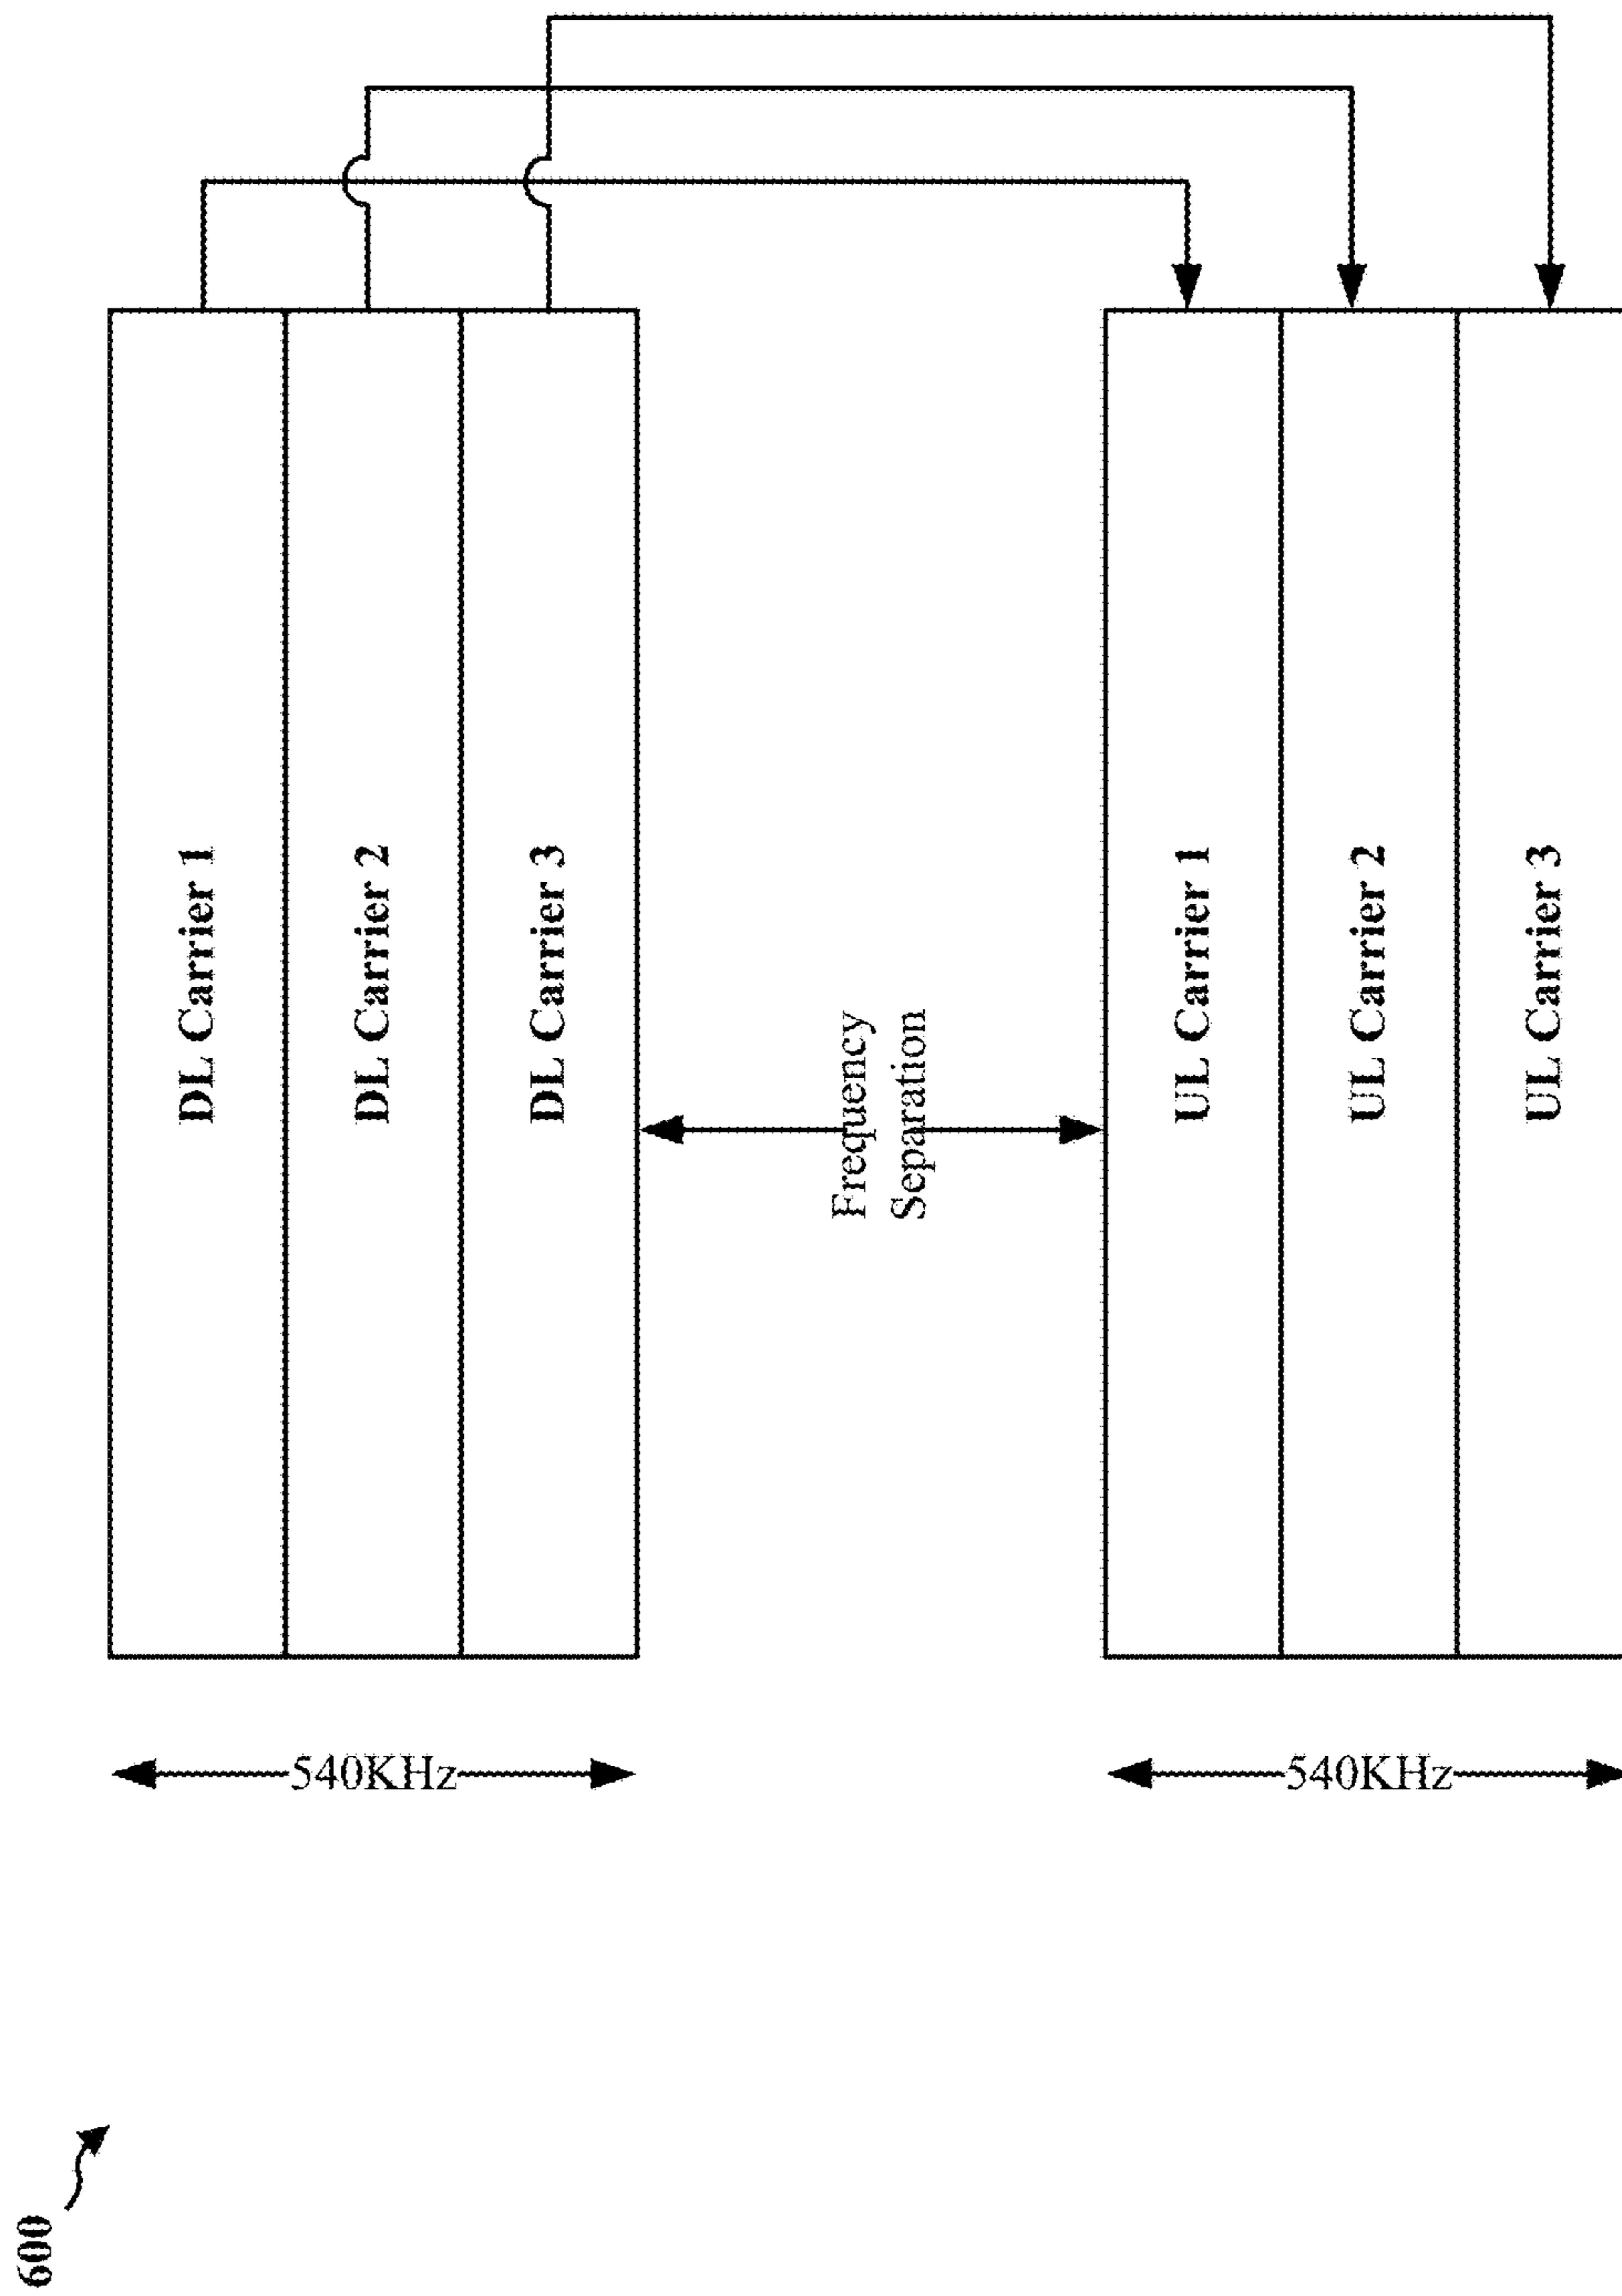 600
540KHz
DL Carrier 1
DL Carrier 2
DL Carrier 3
Frequency
Separation
540KHz
UL Carrier 1
UL Carrier 2
UL Carrier 3